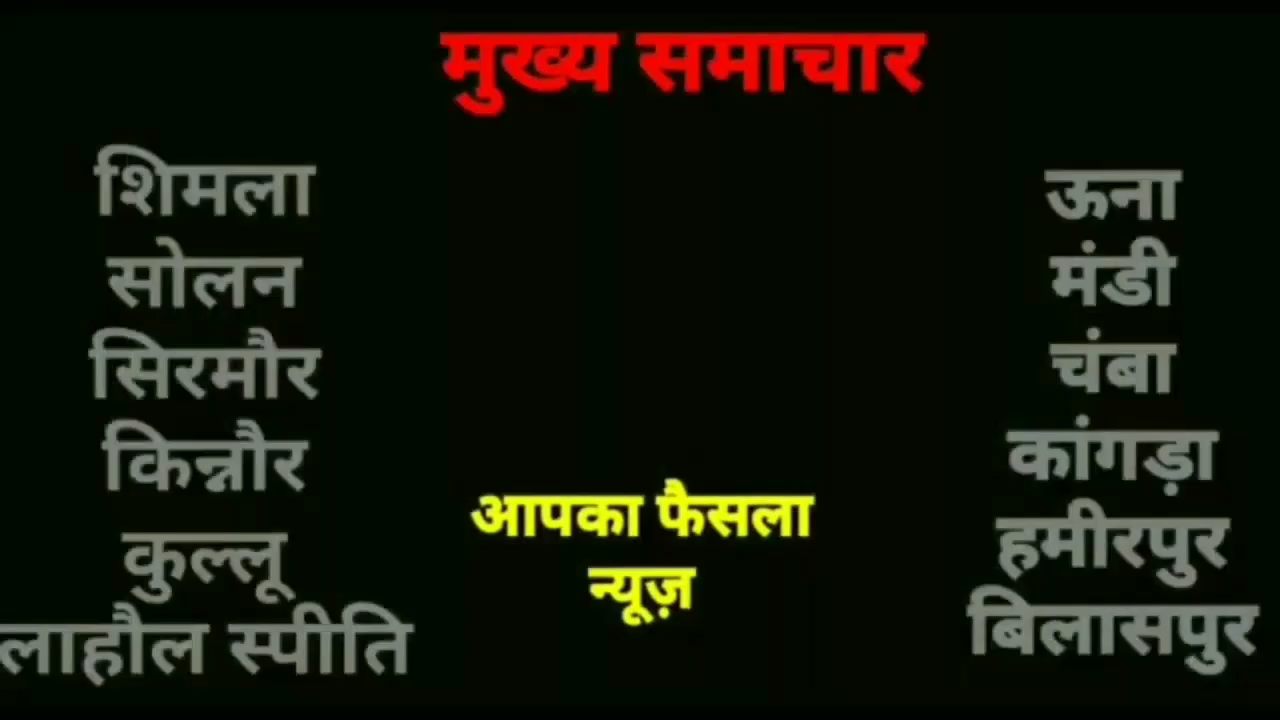 मुख्य समाचार
शिमला
सोलन
सिरमौर
किन्नौर
कुल्लू
लाहौल स्पीति
आपका फैसला
न्यूज़
ऊना
मंडी
चंबा
कांगड़ा
हमीरपुर
बिलासपुर